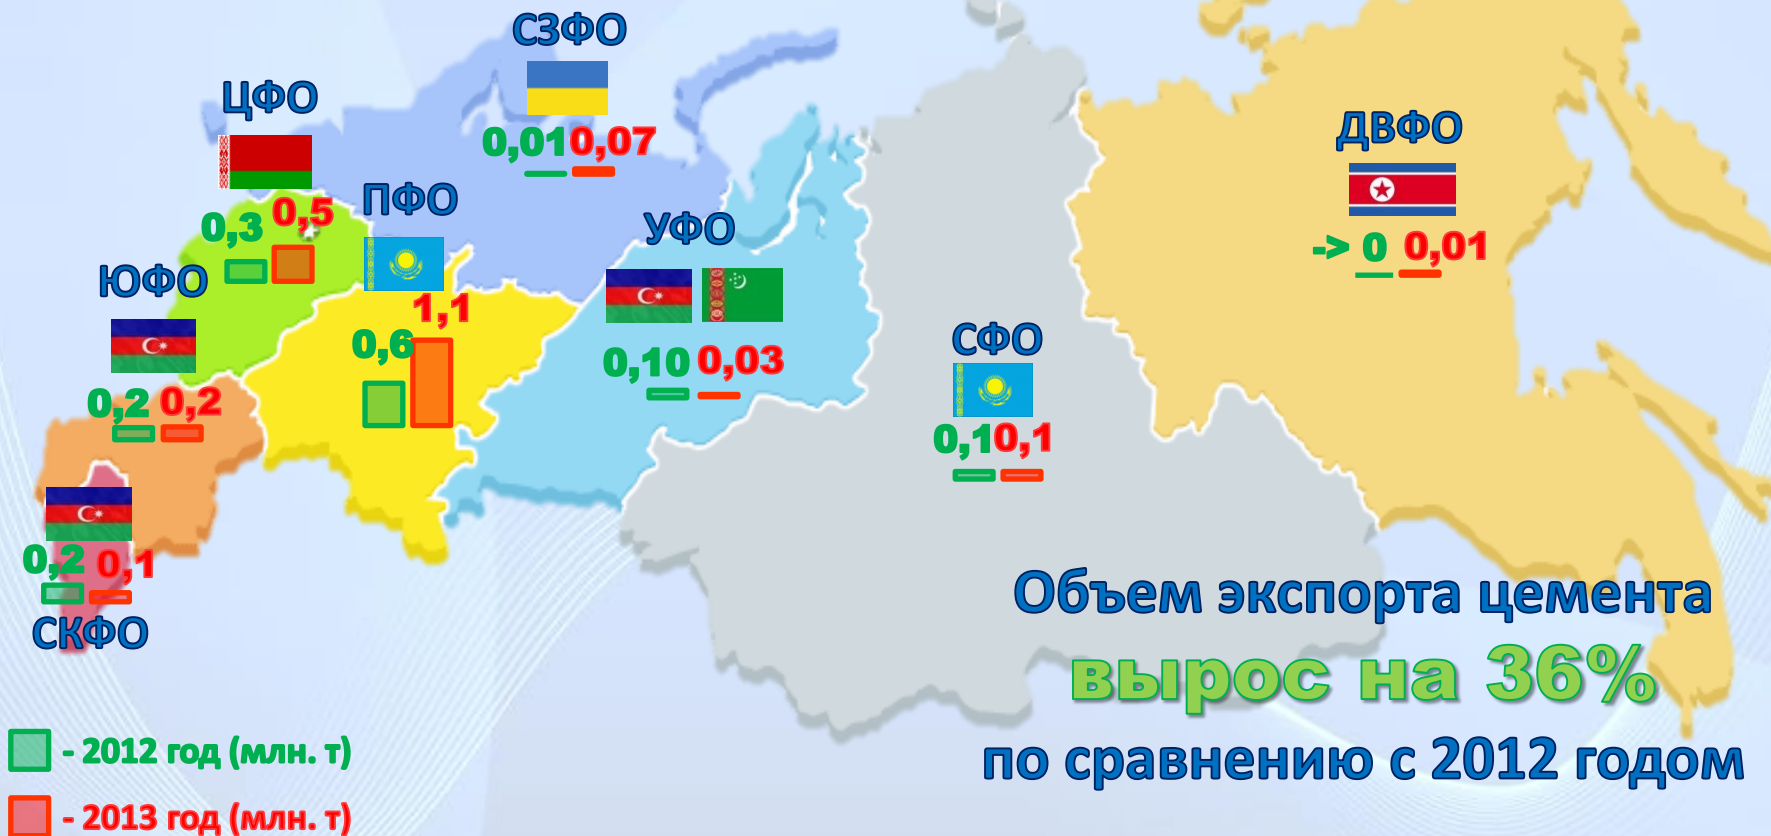 СЗФО
0,01 0,07
ЦФО
0,3 0,5
ПФО
0,6 1,1
УФО
0,10 0,03
ДВФО
-> 0 0,01
ЮФО
0,2 0,2
СФО
0,1 0,1
0,2 0,1
СКФО
Объем экспорта цемента
вырос на 36%
по сравнению с 2012 годом
- 2012 год (млн. т)
- 2013 год (млн. т)